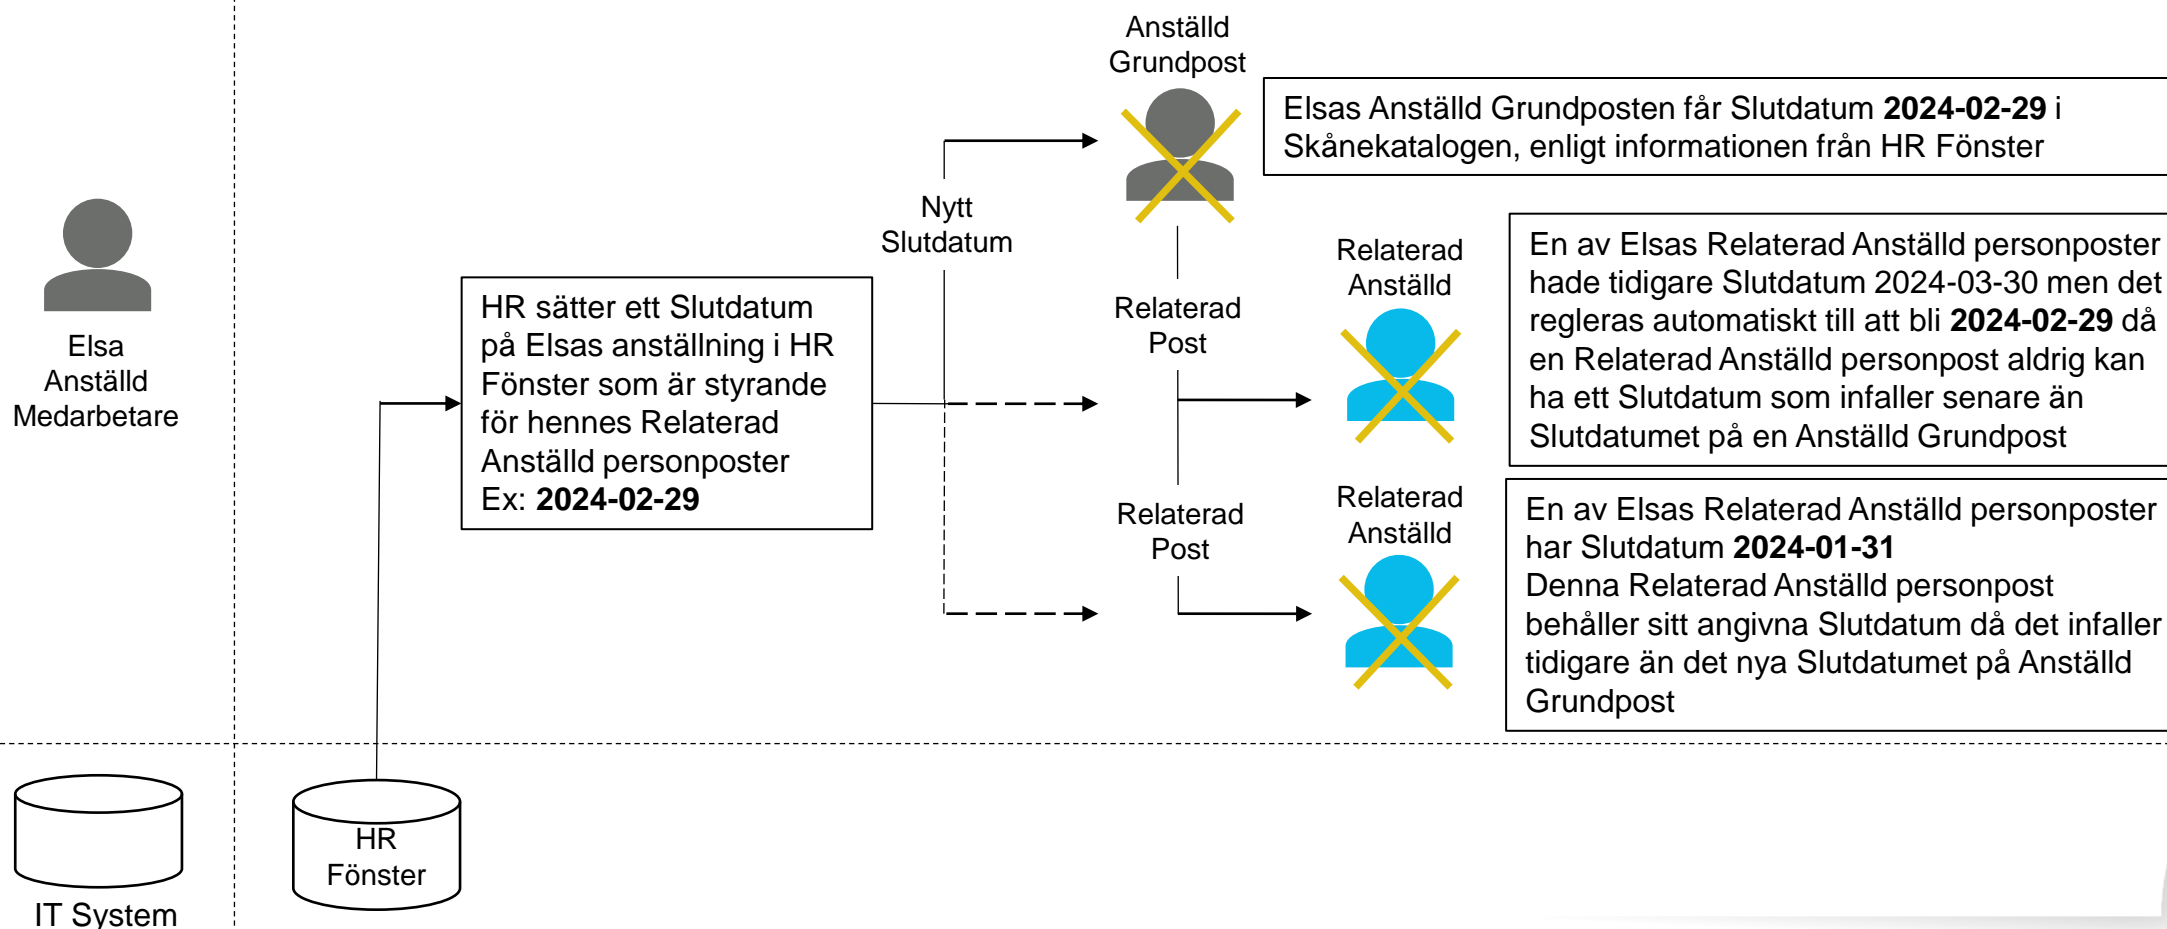 Anställd
Grundpost
Elsas Anställd Grundposten får Slutdatum 2024-02-29 i
Skånekatalogen, enligt informationen från HR Fönster
Nytt
Slutdatum
Elsa
Anställd
Medarbetare
HR sätter ett Slutdatum
på Elsas anställning i HR
Fönster som är styrande
för hennes Relaterad
Anställd personposter
Ex: 2024-02-29
Relaterad
Post
Relaterad
Anställd
En av Elsas Relaterad Anställd personposter
hade tidigare Slutdatum 2024-03-30 men det
regleras automatiskt till att bli 2024-02-29 då
en Relaterad Anställd personpost aldrig kan
ha ett Slutdatum som infaller senare än
Slutdatumet på en Anställd Grundpost
Relaterad
Post
Relaterad
Anställd
En av Elsas Relaterad Anställd personposter
har Slutdatum 2024-01-31
Denna Relaterad Anställd personpost
behåller sitt angivna Slutdatum då det infaller
tidigare än det nya Slutdatumet på Anställd
Grundpost
IT System
HR
Fönster